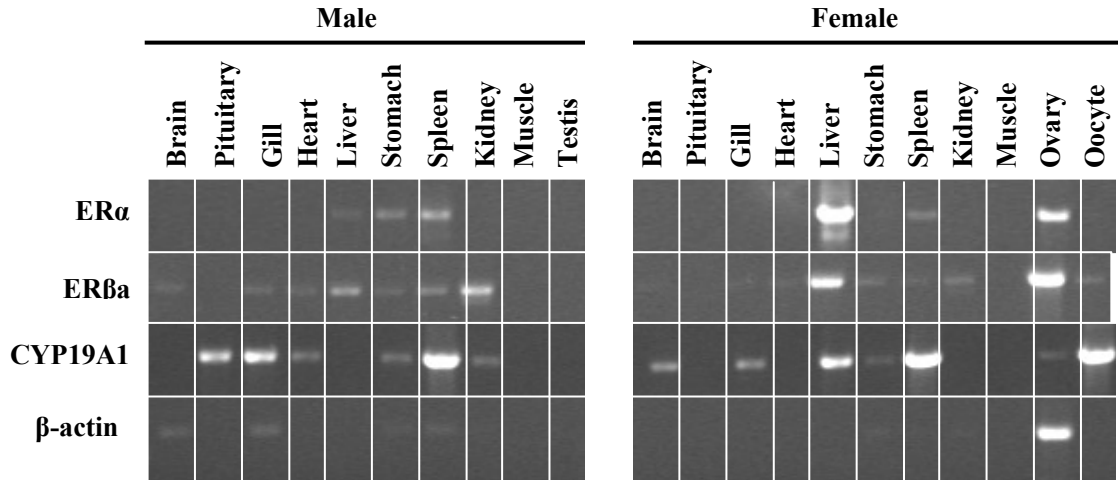 Male Female
Brain Pituitary Gill Heart Liver Stomach Spleen Kidney Muscle Testis Brain Pituitary Gill Heart Liver Stomach Spleen Kidney Muscle Ovary Oocyte
ERα
ERβa
CYP19A1
β-actin